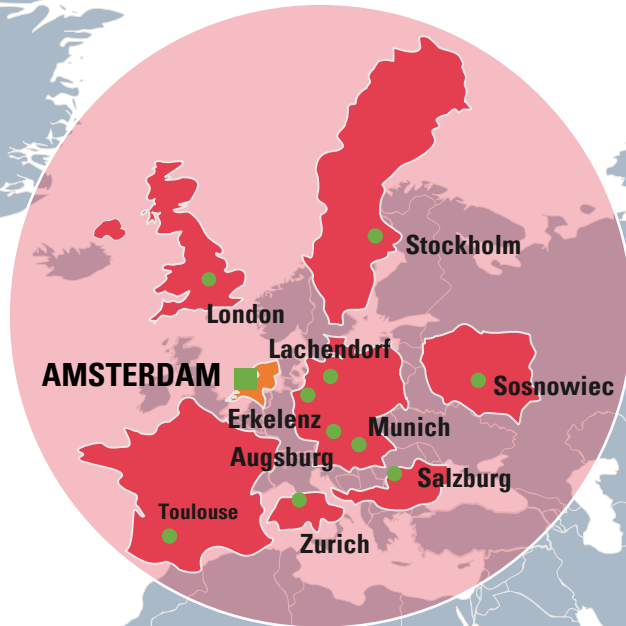 Stockholm
London
Lachendorf
AMSTERDAM
Sosnowiec
Erkelenz
Munich
Augsburg
Salzburg
Toulouse
Zurich